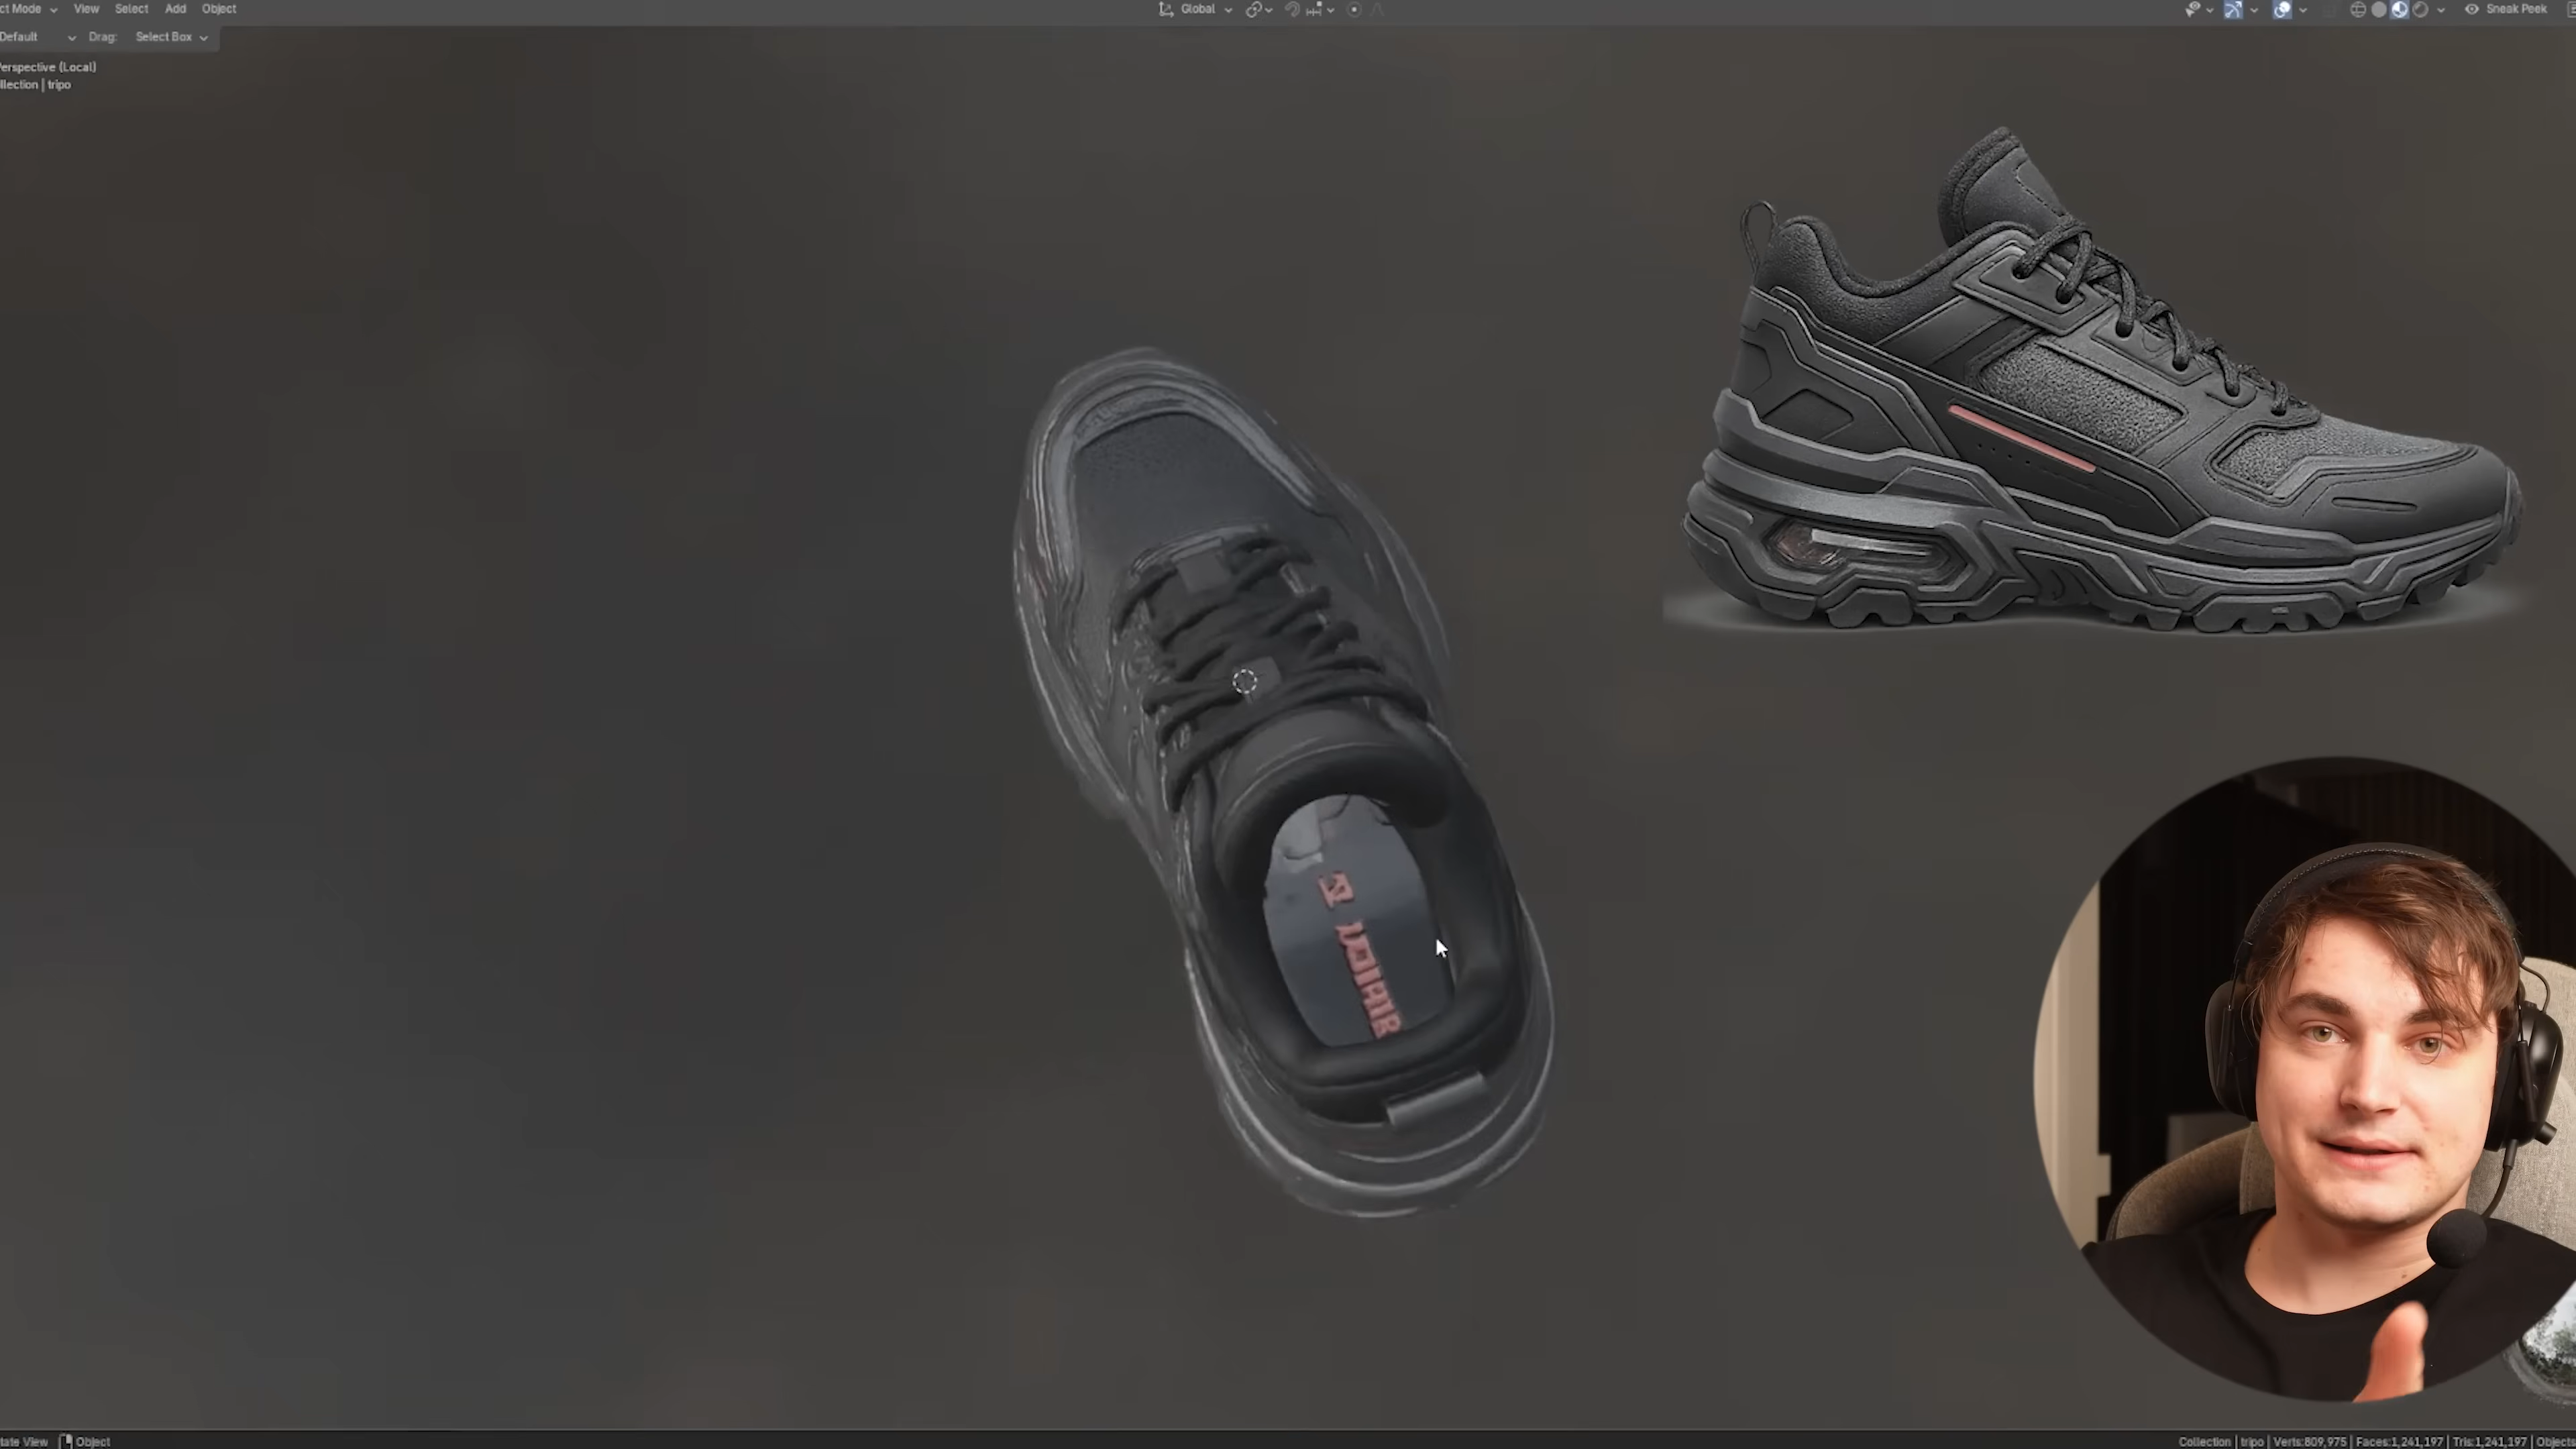 ct Mode View Select Add Object Global Sneak Peek
Default Drag: Select Box
Perspective (Local)
llection | tripo
tate View Object Collection | tripo | Verts:809,975 | Faces:1,241,197 | Tris:1,241,197 | Objects